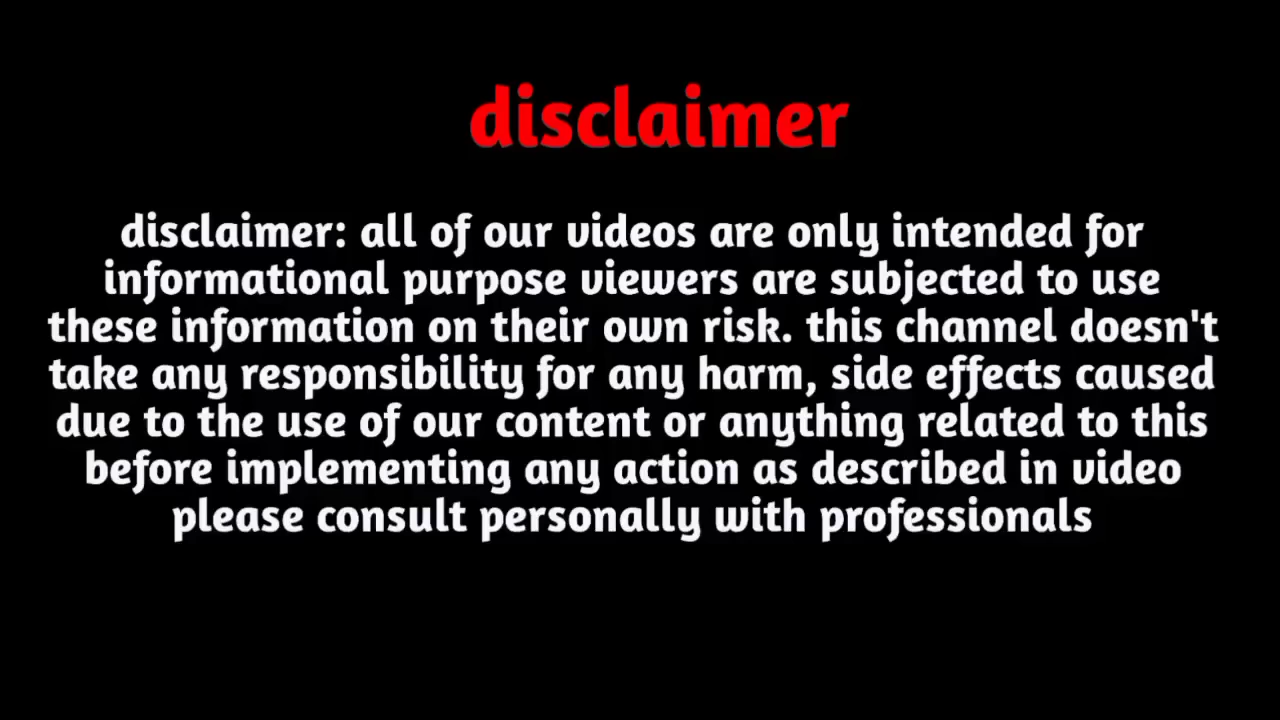 disclaimer
disclaimer: all of our videos are only intended for
informational purpose viewers are subjected to use
these information on their own risk. this channel doesn't
take any responsibility for any harm, side effects caused
due to the use of our content or anything related to this
before implementing any action as described in video
please consult personally with professionals